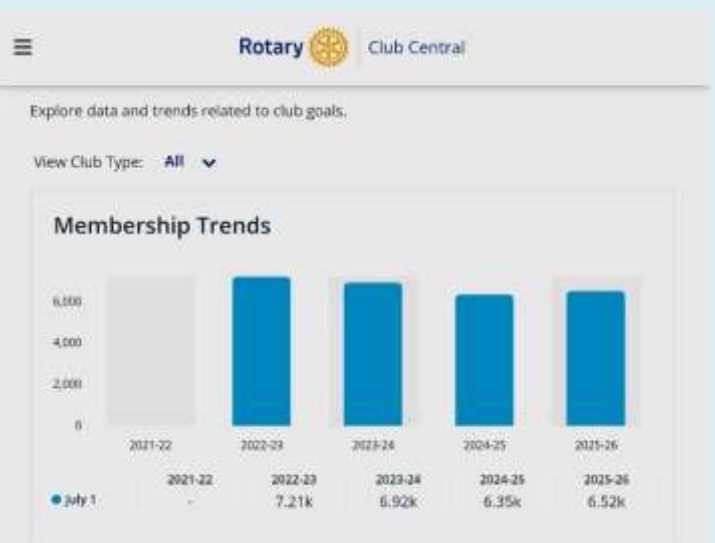 Rotary Club Central
Explore data and trends related to club goals.
View Club Type: All
Membership Trends
6,000
4,000
2,000
0
2021-22 2022-23 2023-24 2024-25 2025-26
2021-22 2022-23 2023-24 2024-25 2025-26
July 1 - 7.21k 6.92k 6.35k 6.52k